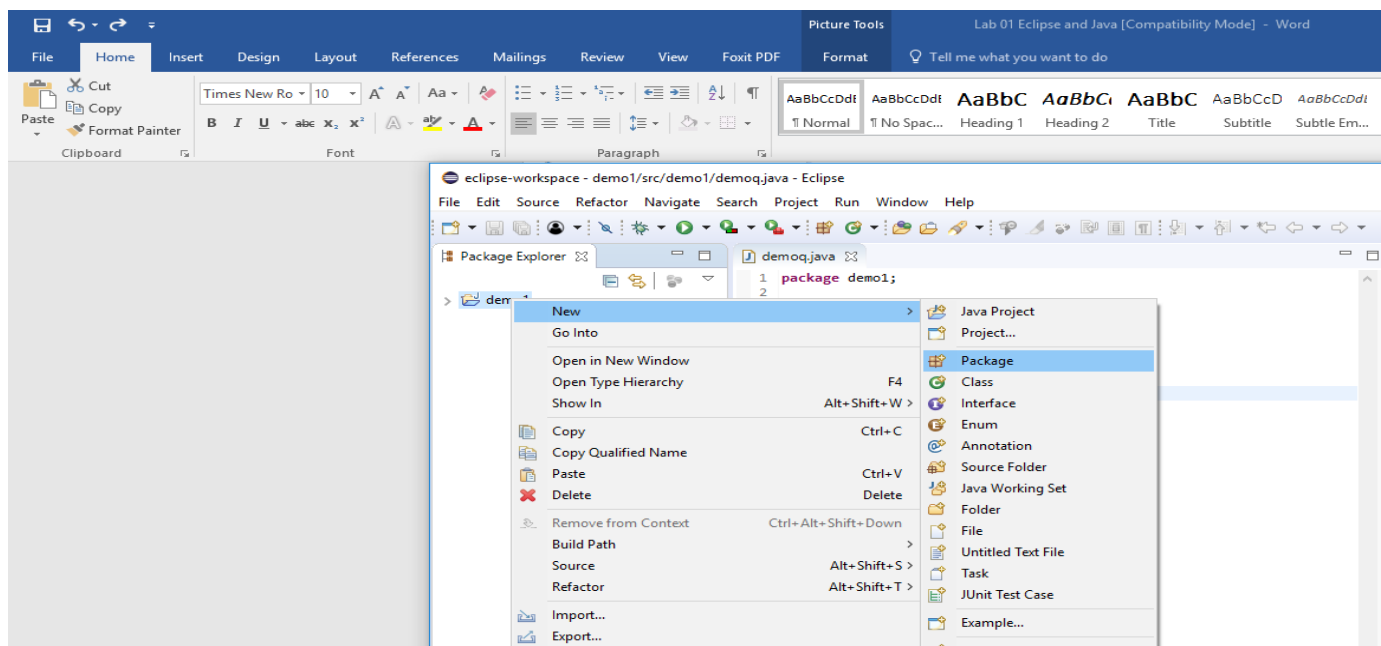 Picture Tools Lab 01 Eclipse and Java [Compatibility Mode] - Word
File Home Insert Design Layout References Mailings Review View Foxit PDF Format Tell me what you want to do
Cut
Copy
Format Painter
Paste
Times New Ro 10
Aa
B I U abc x₂ x² A aby A
AaBbCcDdE AaBbCcDdE AaBbC AaBbCc AaBbC AaBbCcD AaBbCcDdE
¶ Normal ¶ No Spac... Heading 1 Heading 2 Title Subtitle Subtle Em...
Clipboard Font Paragraph
eclipse-workspace - demo1/src/demo1/demoq.java - Eclipse
File Edit Source Refactor Navigate Search Project Run Window Help
Package Explorer demoq.java
1 package demo1;
2
New > Java Project
Go Into Project...
Open in New Window Package
Open Type Hierarchy F4 Class
Show In Alt+Shift+W > Interface
Copy Ctrl+C Enum
Copy Qualified Name Annotation
Paste Ctrl+V Source Folder
Delete Delete Java Working Set
Folder
Remove from Context Ctrl+Alt+Shift+Down File
Build Path > Untitled Text File
Source Alt+Shift+S > Task
Refactor Alt+Shift+T > JUnit Test Case
Import... Example...
Export...